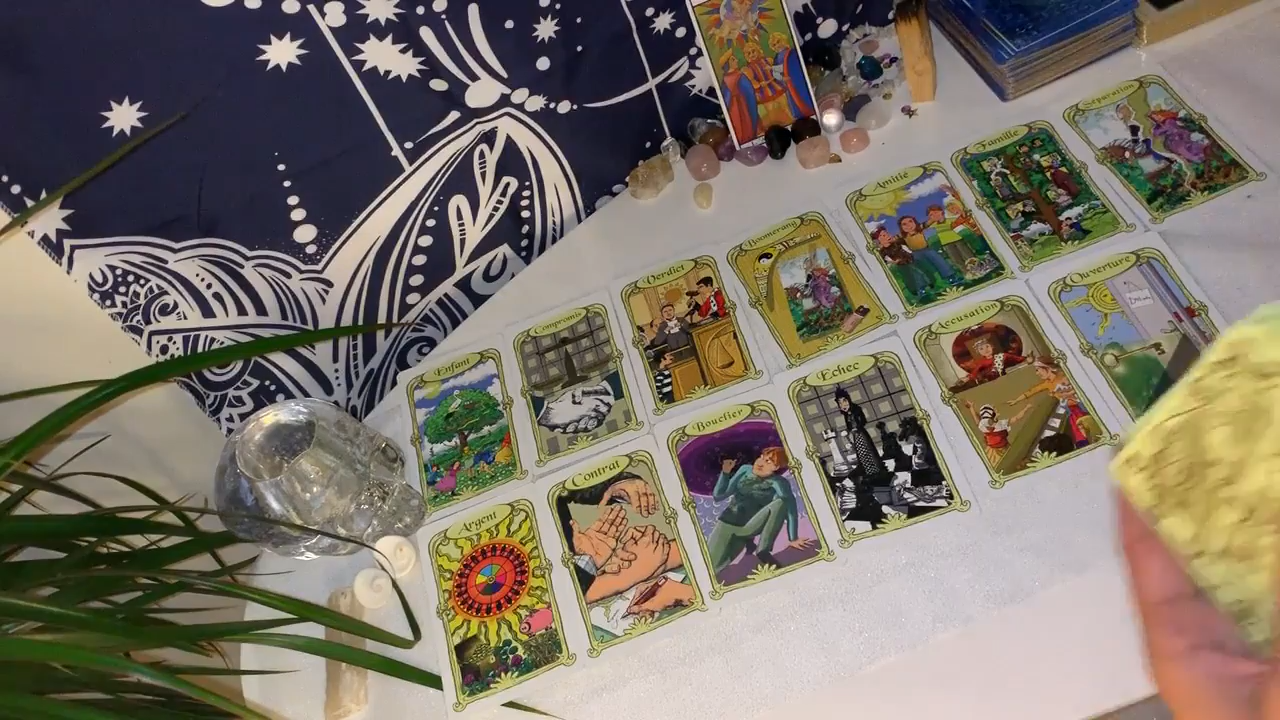 Enfant
Compromis
Verdict
Boomerang
Amitié
Famille
Séparation
Argent
Contrat
Bouclier
Echec
Accusation
Ouverture